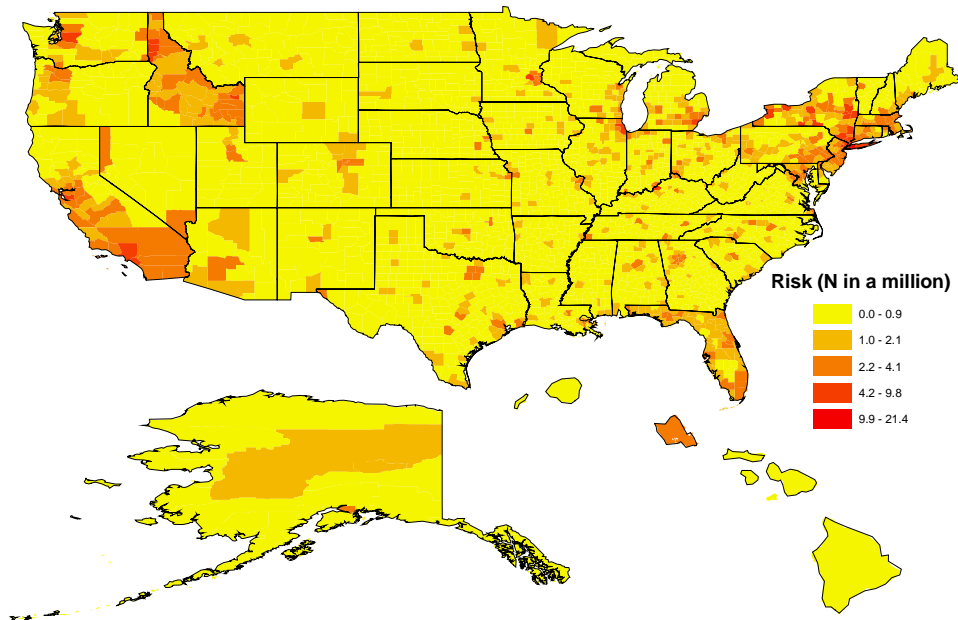 Risk (N in a million)
0.0 - 0.9
1.0 - 2.1
2.2 - 4.1
4.2 - 9.8
9.9 - 21.4